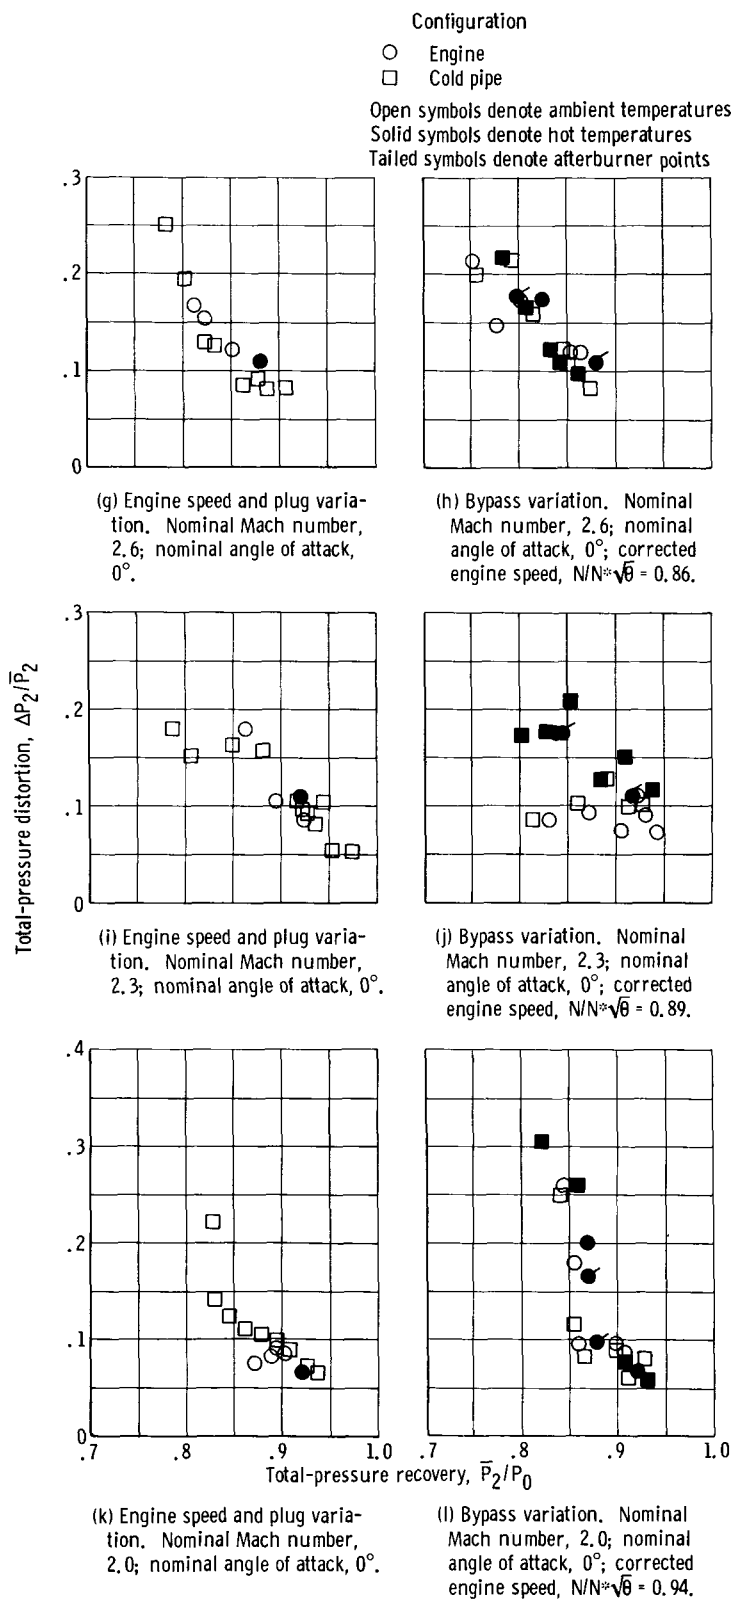 Configuration
Engine
Cold pipe
Open symbols denote ambient temperatures
Solid symbols denote hot temperatures
Tailed symbols denote afterburner points
.3
.2
.1
0
(g) Engine speed and plug varia-
tion. Nominal Mach number,
2.6; nominal angle of attack,
0°.
(h) Bypass variation. Nominal
Mach number, 2.6; nominal
angle of attack, 0°; corrected
engine speed, N/N*√θ = 0.86.
Total-pressure distortion, ΔP₂/P̅₂
.3
.2
.1
0
(i) Engine speed and plug varia-
tion. Nominal Mach number,
2.3; nominal angle of attack, 0°.
(j) Bypass variation. Nominal
Mach number, 2.3; nominal
angle of attack, 0°; corrected
engine speed, N/N*√θ = 0.89.
.4
.3
.2
.1
0
.7 .8 .9 1.0
.7 .8 .9 1.0
Total-pressure recovery, P̅₂/P₀
(k) Engine speed and plug varia-
tion. Nominal Mach number,
2.0; nominal angle of attack, 0°.
(l) Bypass variation. Nominal
Mach number, 2.0; nominal
angle of attack, 0°; corrected
engine speed, N/N*√θ = 0.94.